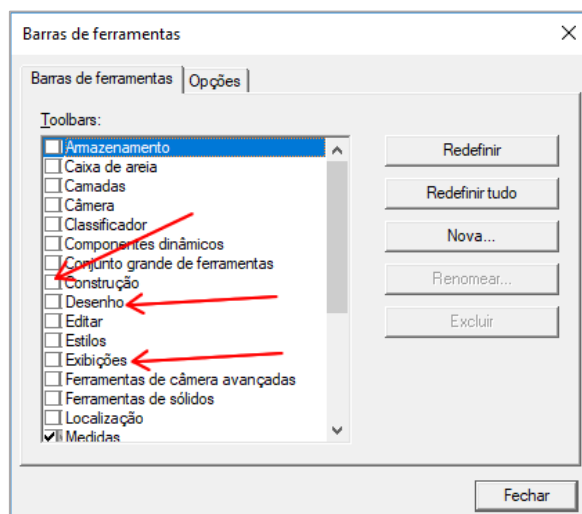 Barras de ferramentas
Barras de ferramentas
Opções
Toolbars:
Armazenamento
Caixa de areia
Camadas
Câmera
Classificador
Componentes dinâmicos
Conjunto grande de ferramentas
Construção
Desenho
Editar
Estilos
Exibições
Ferramentas de câmera avançadas
Ferramentas de sólidos
Localização
Medidas
Redefinir
Redefinir tudo
Nova...
Renomear...
Excluir
Fechar